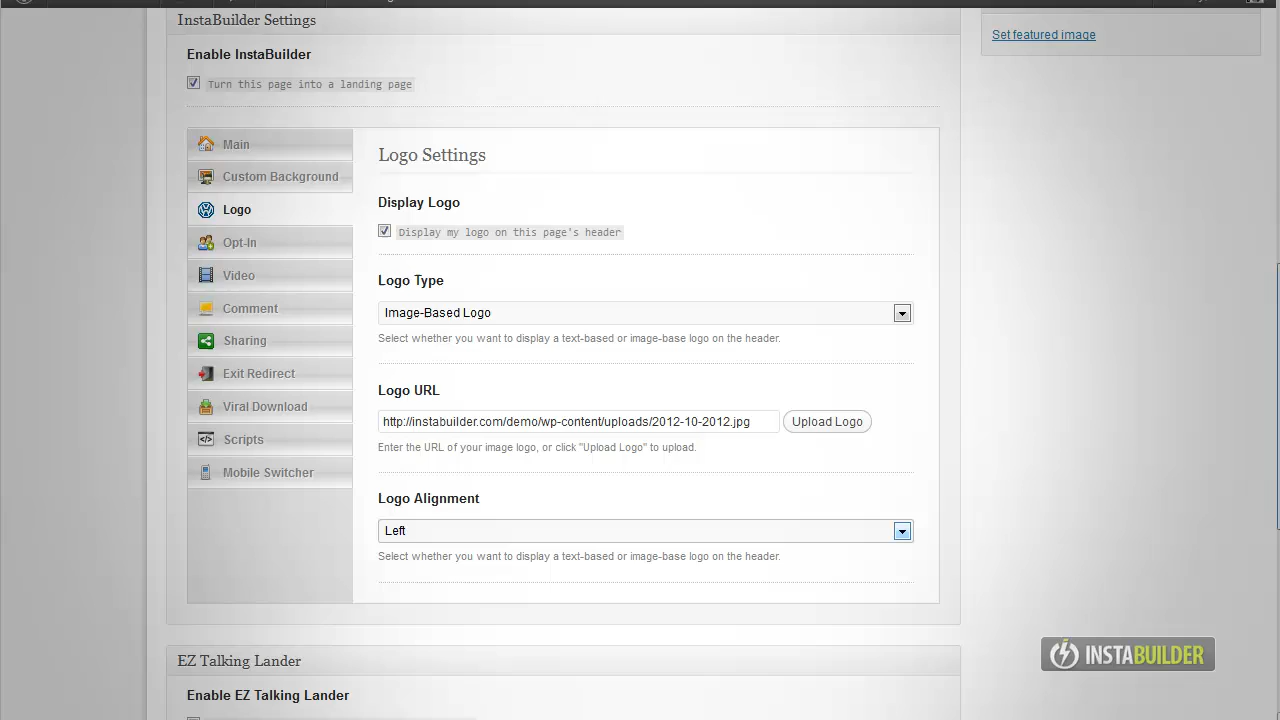 InstaBuilder Settings
Set featured image
Enable InstaBuilder
Turn this page into a landing page
Main
Custom Background
Logo
Opt-In
Video
Comment
Sharing
Exit Redirect
Viral Download
Scripts
Mobile Switcher
Logo Settings
Display Logo
Display my logo on this page's header
Logo Type
Image-Based Logo
Select whether you want to display a text-based or image-base logo on the header.
Logo URL
http://instabuilder.com/demo/wp-content/uploads/2012-10-2012.jpg
Upload Logo
Enter the URL of your image logo, or click "Upload Logo" to upload.
Logo Alignment
Left
Select whether you want to display a text-based or image-base logo on the header.
INSTABUILDER
EZ Talking Lander
Enable EZ Talking Lander